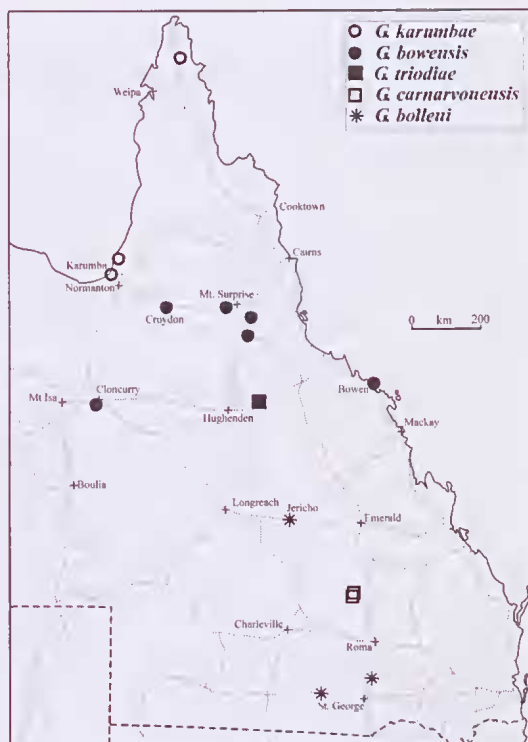 G. karumbae
G. bowensis
G. triodiae
G. carnarvonensis
G. bolleni
Weipa
Cooktown
Cairns
Karumba
Normanton
Mt. Surprise
Croydon
0 km 200
Bowen
Mt Isa
Cloncurry
Hughenden
Mackay
Boulia
Longreach
Jericho
Emerald
Charleville
Roma
St. George